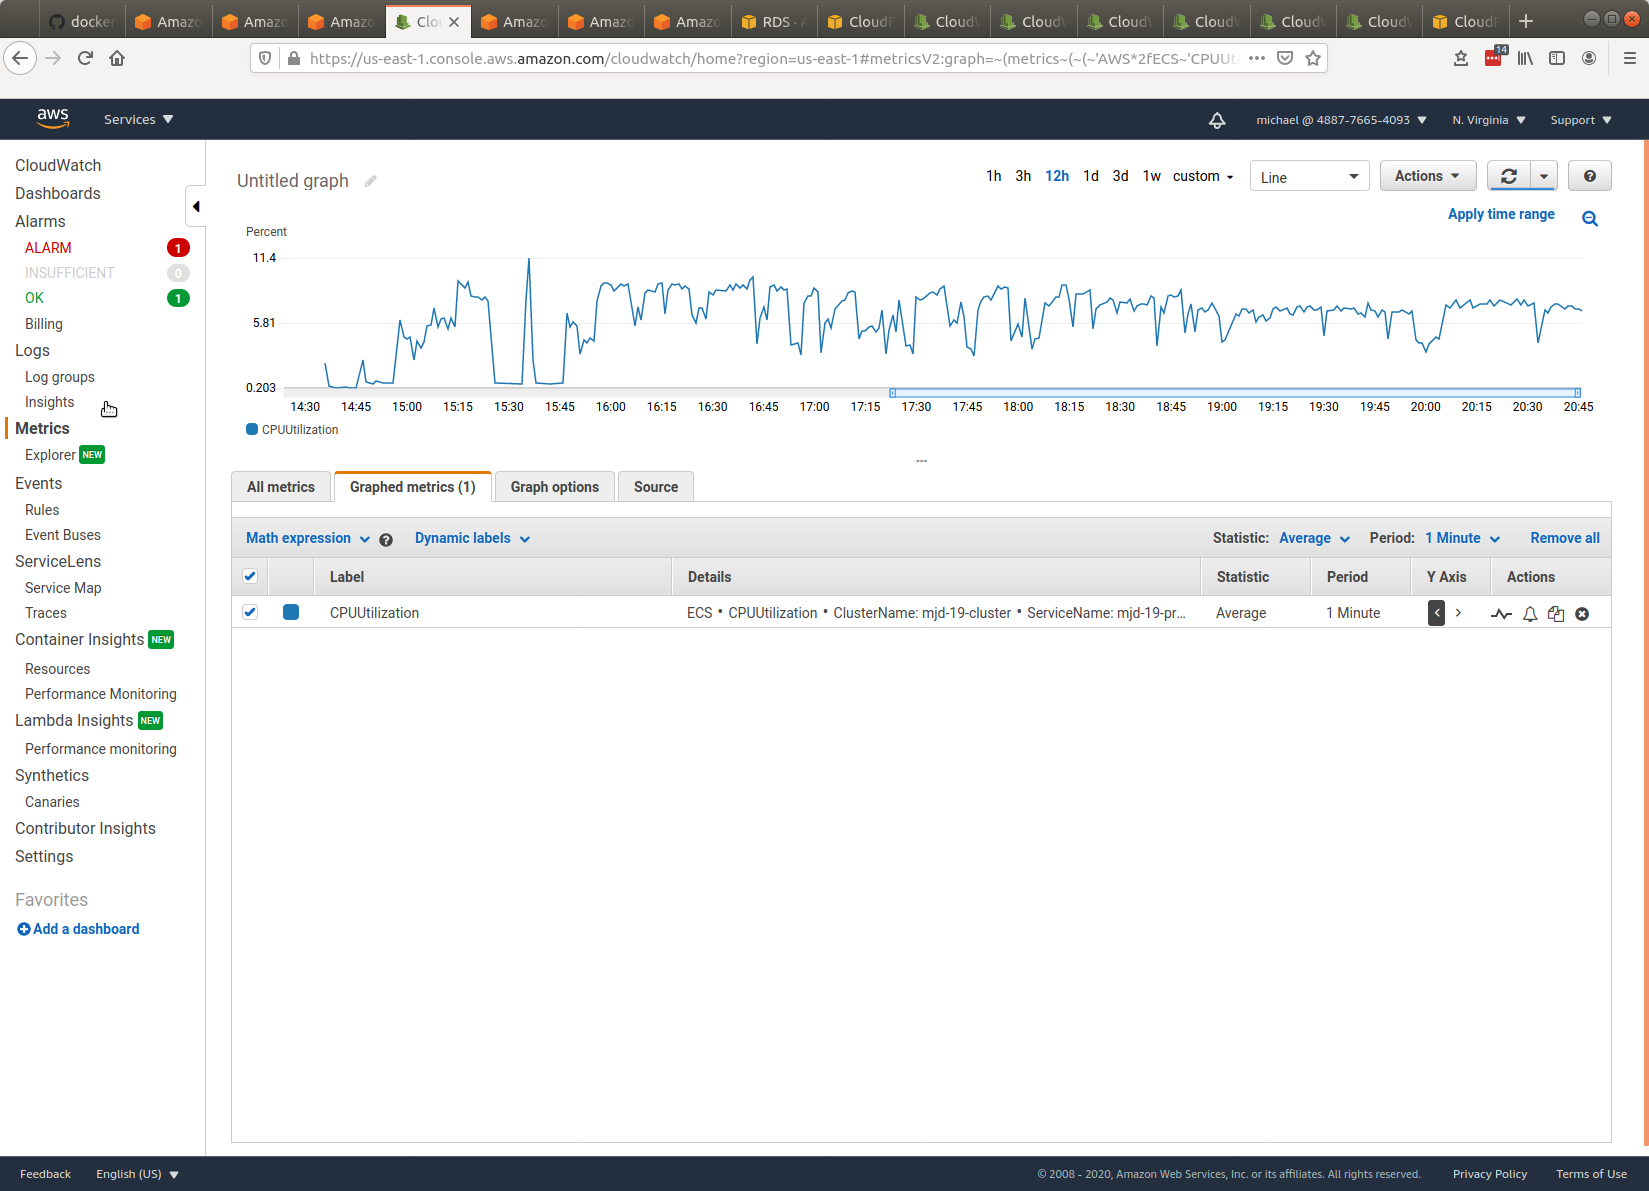 docke Amazo Amazo Amazo Clo Amazo Amazo Amazo RDS · CloudF Cloud Cloud Cloud Cloud Cloud Cloud Cloud
https://us-east-1.console.aws.amazon.com/cloudwatch/home?region=us-east-1#metricsV2:graph=~(metrics~(~(~'AWS*2fECS~'CPUUt
14
aws Services michael @ 4887-7665-4093 N. Virginia Support
CloudWatch
Dashboards
Alarms
ALARM 1
INSUFFICIENT 0
OK 1
Billing
Logs
Log groups
Insights
Metrics
Explorer NEW
Events
Rules
Event Buses
ServiceLens
Service Map
Traces
Container Insights NEW
Resources
Performance Monitoring
Lambda Insights NEW
Performance monitoring
Synthetics
Canaries
Contributor Insights
Settings
Favorites
Add a dashboard
Untitled graph
1h 3h 12h 1d 3d 1w custom Line Actions
Apply time range
Percent
11.4
5.81
0.203
14:30 14:45 15:00 15:15 15:30 15:45 16:00 16:15 16:30 16:45 17:00 17:15 17:30 17:45 18:00 18:15 18:30 18:45 19:00 19:15 19:30 19:45 20:00 20:15 20:30 20:45
CPUUtilization
All metrics Graphed metrics (1) Graph options Source
Math expression Dynamic labels Statistic: Average Period: 1 Minute Remove all
Label Details Statistic Period Y Axis Actions
CPUUtilization ECS • CPUUtilization • ClusterName: mjd-19-cluster • ServiceName: mjd-19-pr... Average 1 Minute
Feedback English (US) © 2008 - 2020, Amazon Web Services, Inc. or its affiliates. All rights reserved. Privacy Policy Terms of Use